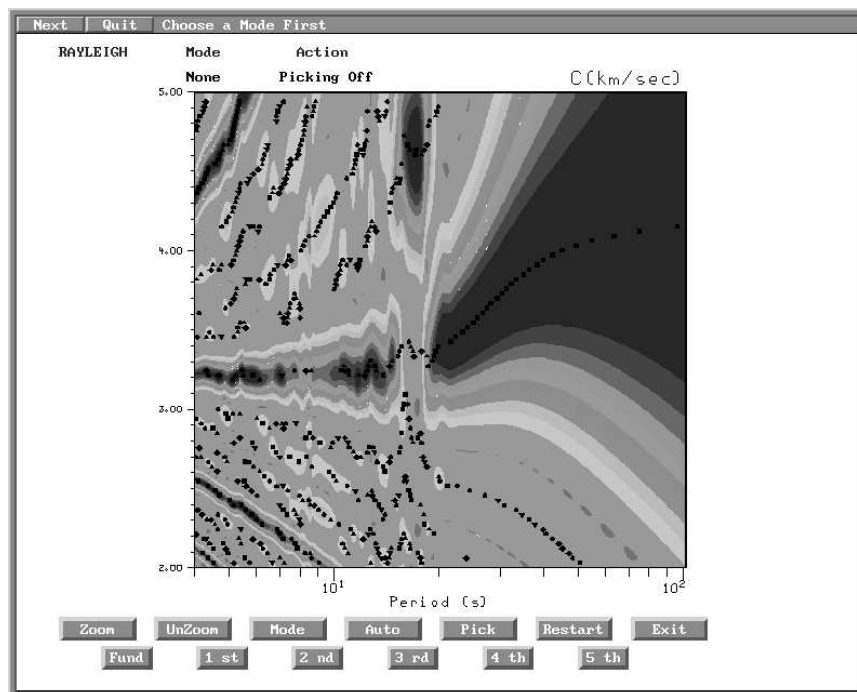 Next Quit Choose a Mode First
RAYLEIGH Mode Action
None Picking Off
C(km/sec)
5.00
4.00
3.00
2.00
10¹ 10²
Period (s)
Zoom UnZoom Mode Auto Pick Restart Exit
Fund 1 st 2 nd 3 rd 4 th 5 th